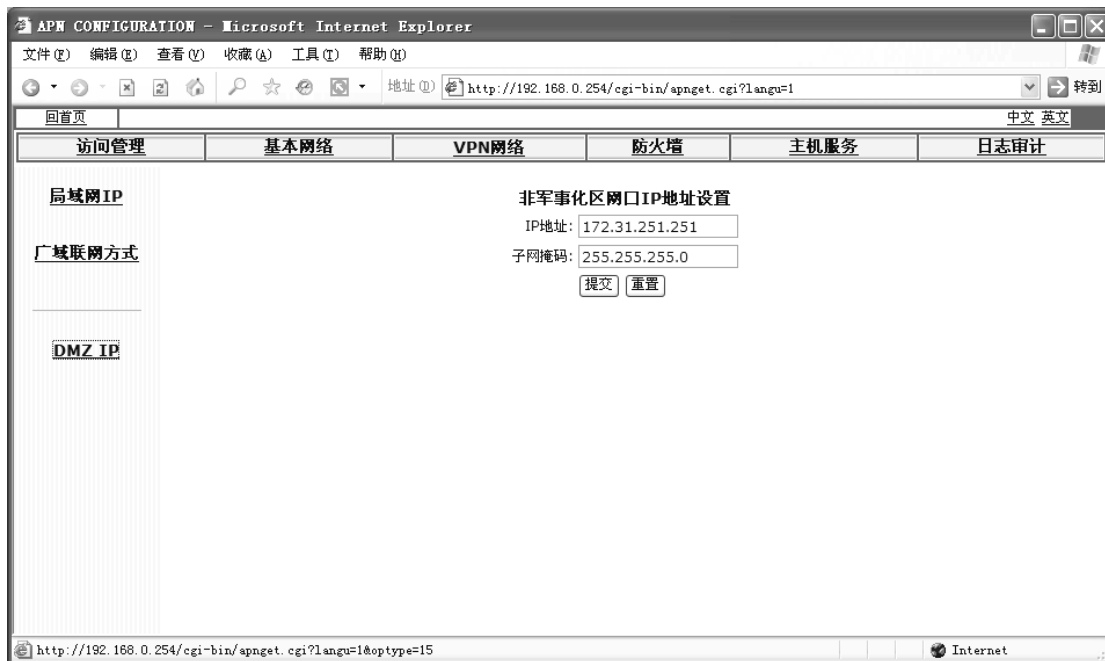 APN CONFIGURATION - Microsoft Internet Explorer
文件(F) 编辑(E) 查看(V) 收藏(A) 工具(T) 帮助(H)
地址(D) http://192.168.0.254/cgi-bin/apnget.cgi?langu=1 转到
回首页 中文 英文
访问管理 基本网络 VPN网络 防火墙 主机服务 日志审计
局域网IP
非军事化区网口IP地址设置
IP地址: 172.31.251.251
广域联网方式
子网掩码: 255.255.255.0
提交 重置
DMZ IP
http://192.168.0.254/cgi-bin/apnget.cgi?langu=1&optype=15 Internet